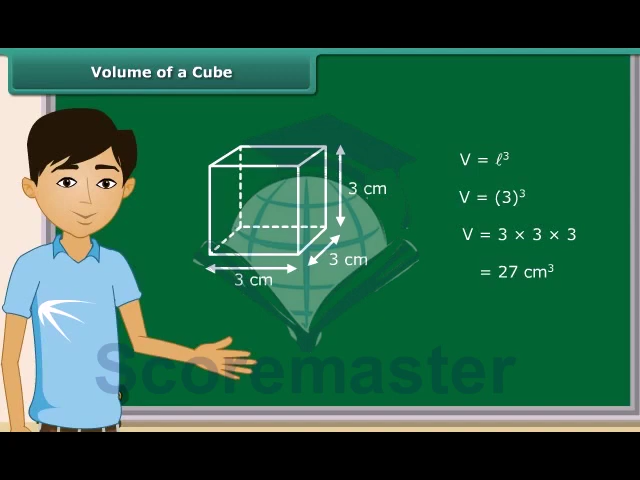 Volume of a Cube
V = ℓ³
3 cm
V = (3)³
V = 3 × 3 × 3
3 cm
= 27 cm³
3 cm
Scoremaster